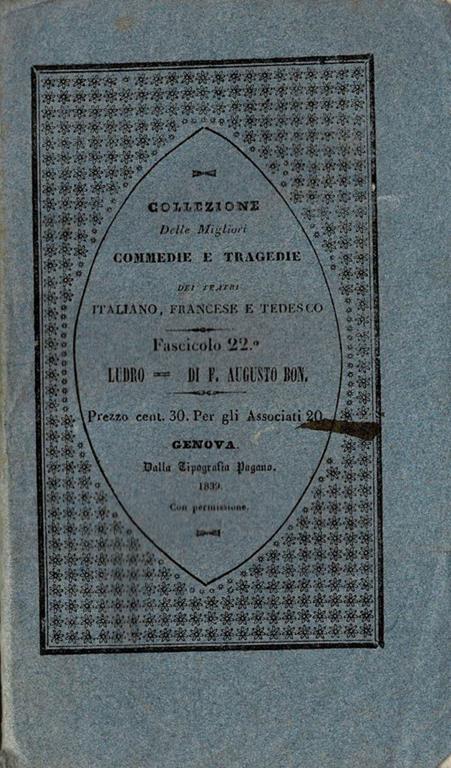 COLLEZIONE
Delle Migliori
COMMEDIE E TRAGEDIE
DEI TEATRI
ITALIANO, FRANCESE E TEDESCO
Fascicolo 22.º
LUDRO = DI F. AUGUSTO BON.
Prezzo cent. 30. Per gli Associati 20.
GENOVA.
Dalla Tipografia Pagano.
1839.
Con permissione.